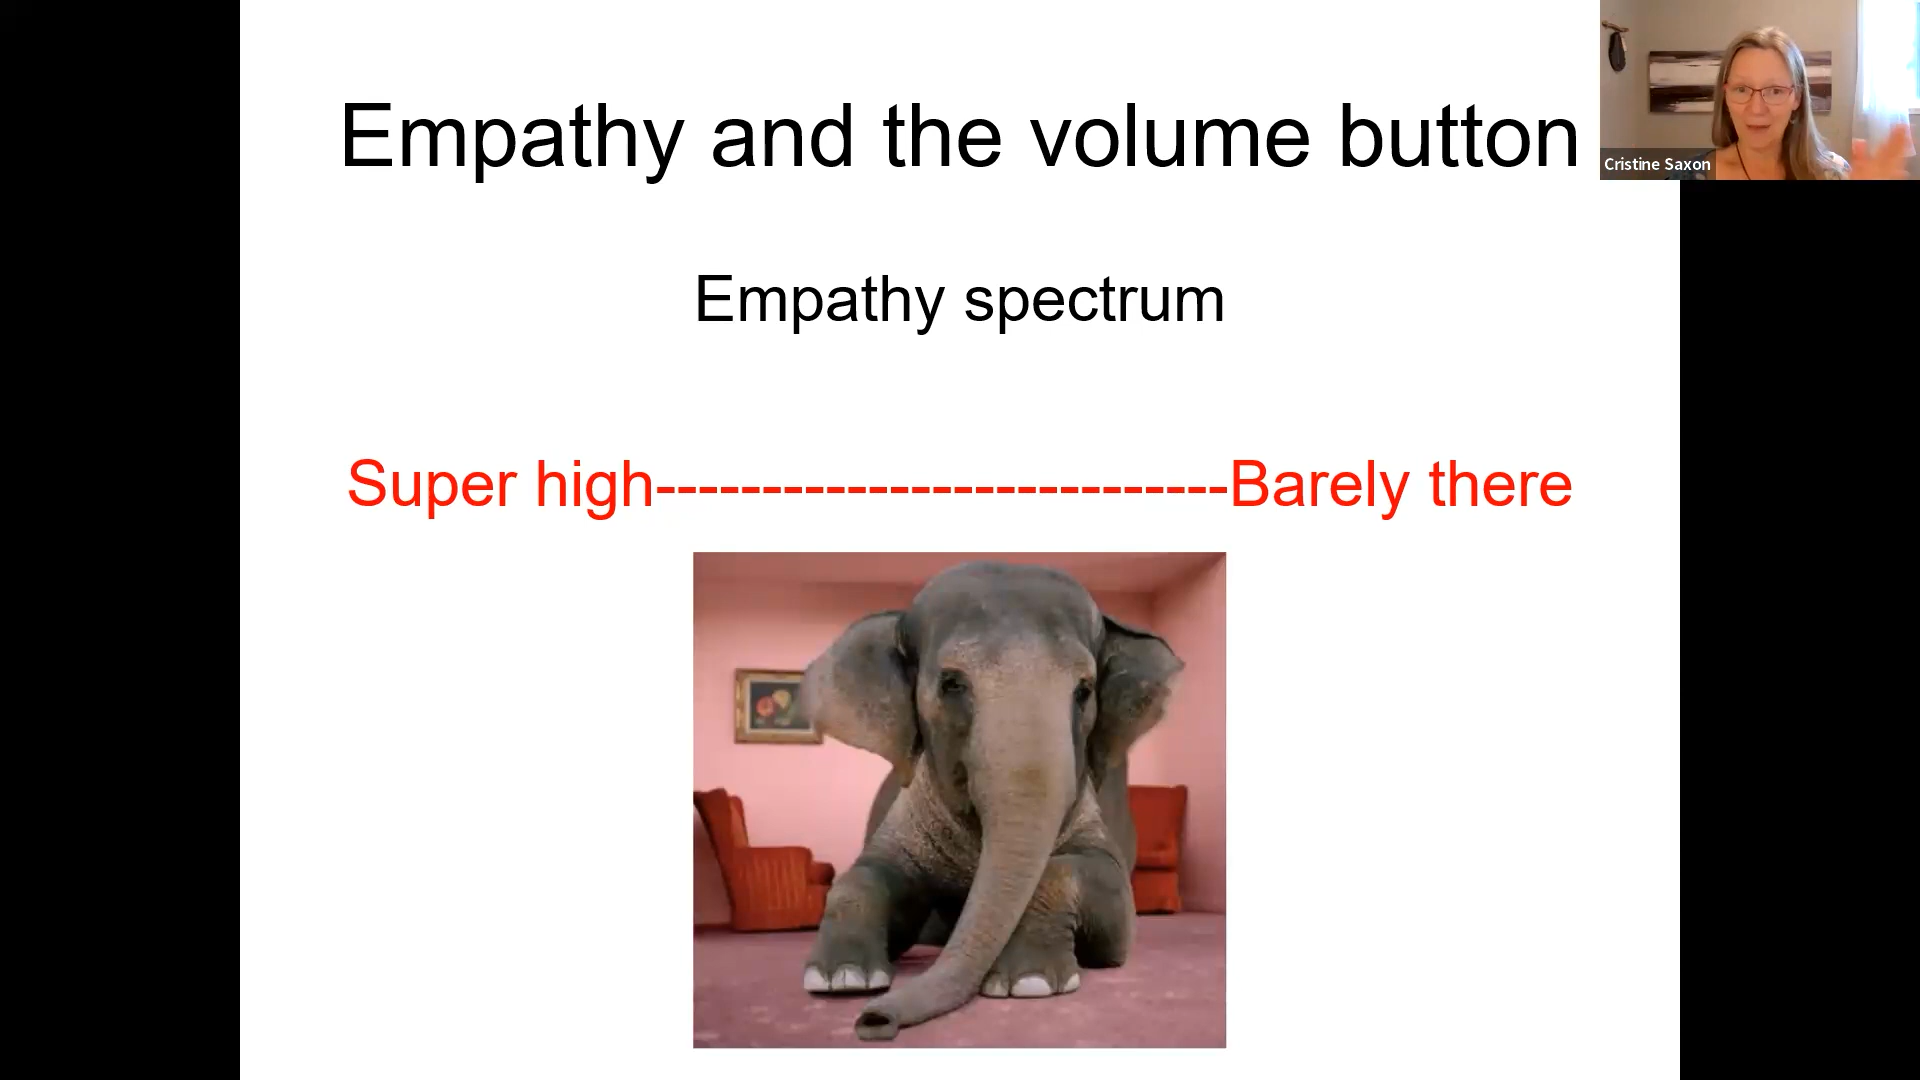 Empathy and the volume button
Cristine Saxon
Empathy spectrum
Super high---------------------------Barely there